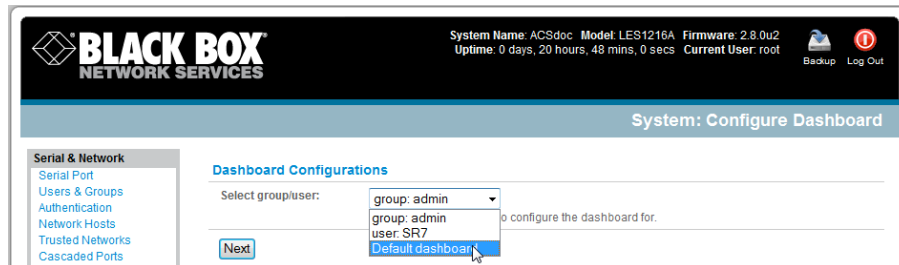 BLACK BOX
NETWORK SERVICES
System Name: ACSdoc Model: LES1216A Firmware: 2.8.0u2
Uptime: 0 days, 20 hours, 48 mins, 0 secs Current User: root
Backup Log Out
System: Configure Dashboard
Serial & Network
Serial Port
Users & Groups
Authentication
Network Hosts
Trusted Networks
Cascaded Ports
Dashboard Configurations
Select group/user: group: admin
group: admin
user: SR7
Default dashboard
o configure the dashboard for.
Next